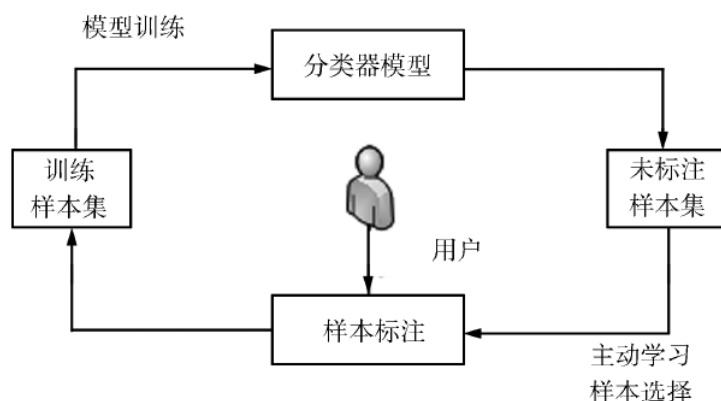 模型训练
分类器模型
训练
样本集
未标注
样本集
用户
样本标注
主动学习
样本选择